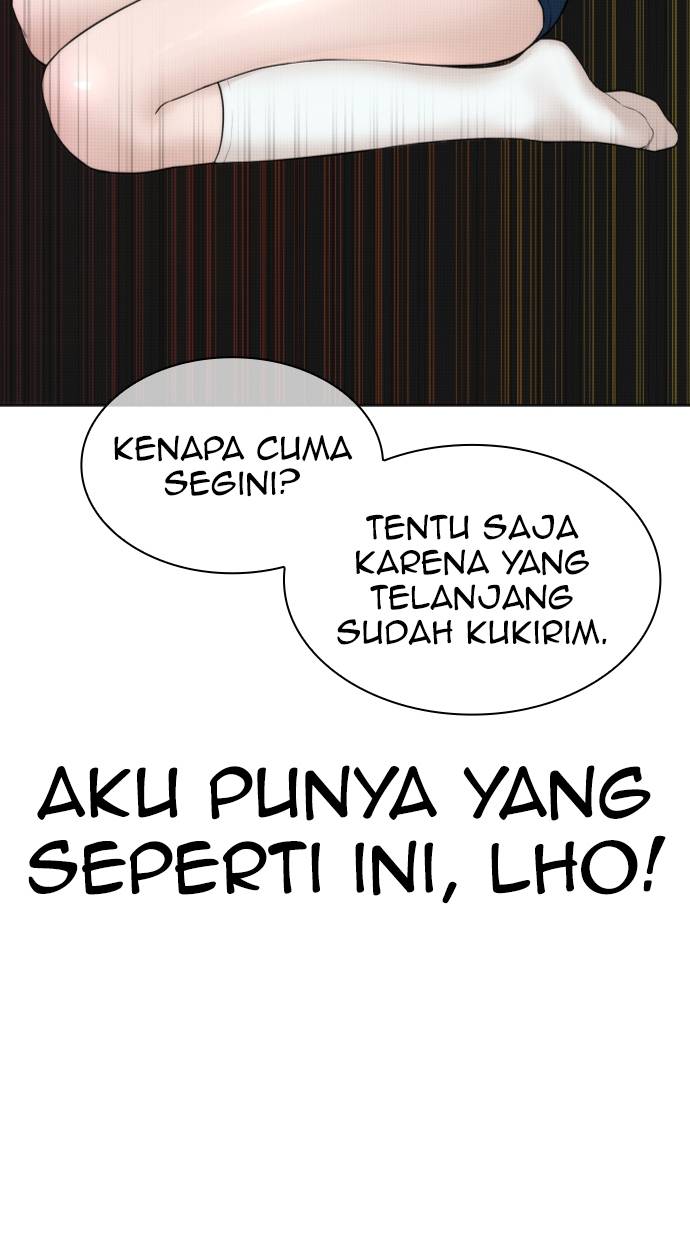 KENAPA CUMA
SEGINI?
TENTU SAJA
KARENA YANG
TELANJANG
SUDAH KUKIRIM.
AKU PUNYA YANG
SEPERTI INI, LHO!